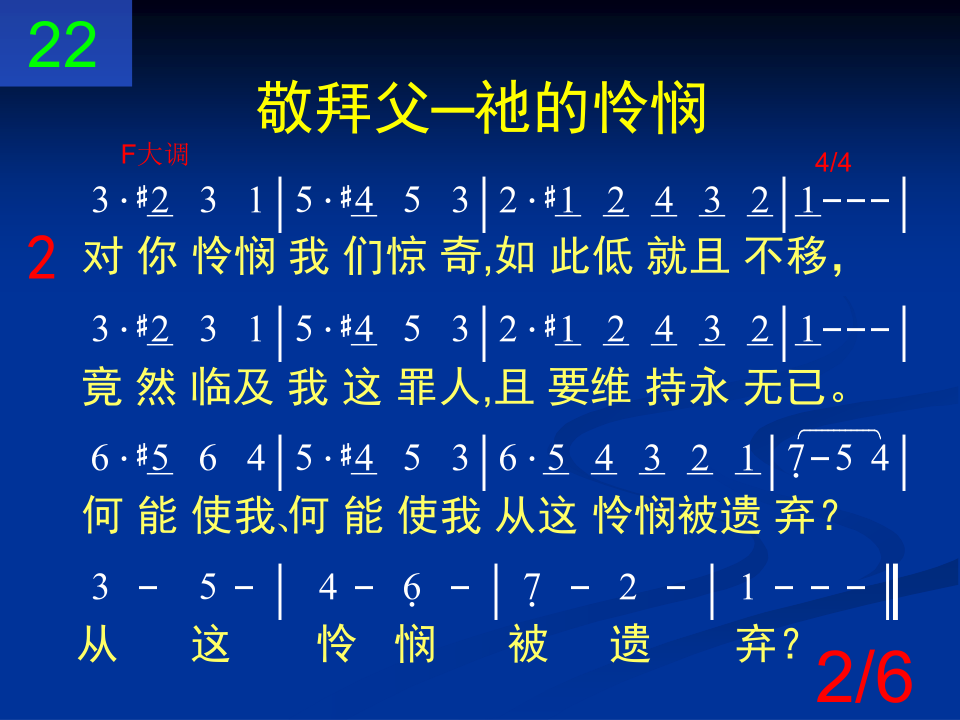 22
敬拜父─祂的怜悯
F大调
4/4
3·#2 3 1|5·#4 5 3|2·#1 2 4 3 2|1---|
2
对 你 怜悯 我 们惊 奇,如 此低 就且 不移，
3·#2 3 1|5·#4 5 3|2·#1 2 4 3 2|1---|
竟 然 临及 我 这 罪人,且 要维 持永 无已。
6·#5 6 4|5·#4 5 3|6·5 4 3 2 1|7̣-5 4|
何 能 使我、何 能 使我 从这 怜悯被遗 弃？
3 - 5 -| 4 - 6̣ -| 7̣ - 2 -| 1 - - -‖
从 这 怜 悯 被 遗 弃？
2/6